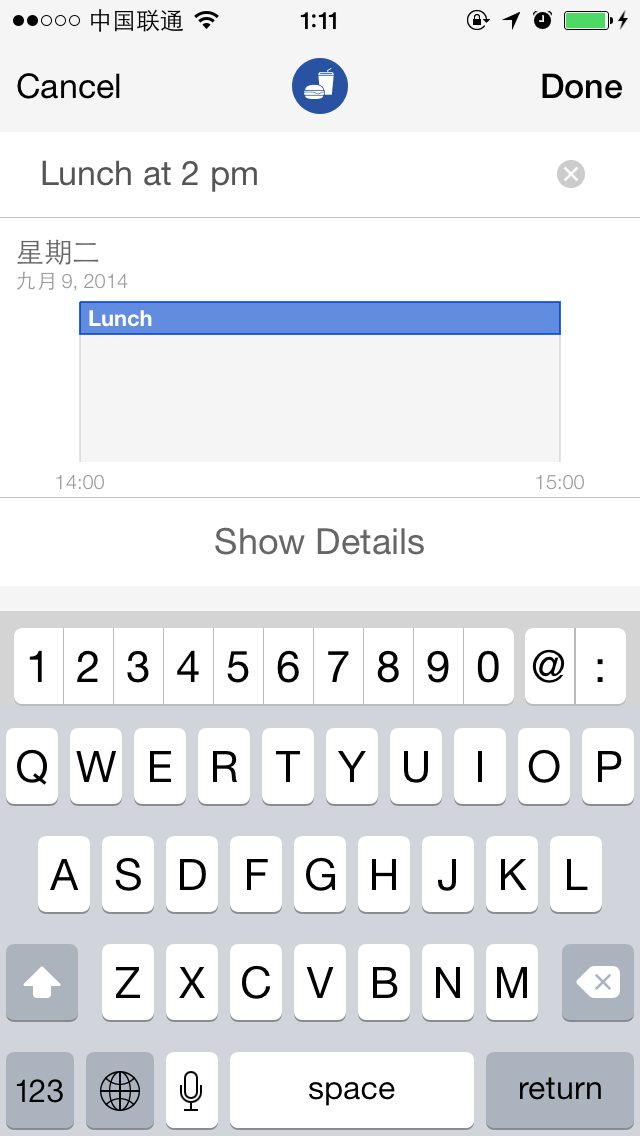 中国联通 1:11
Cancel Done
Lunch at 2 pm
星期二
九月 9, 2014
Lunch
14:00 15:00
Show Details
1 2 3 4 5 6 7 8 9 0 @ :
Q W E R T Y U I O P
A S D F G H J K L
Z X C V B N M
123 space return